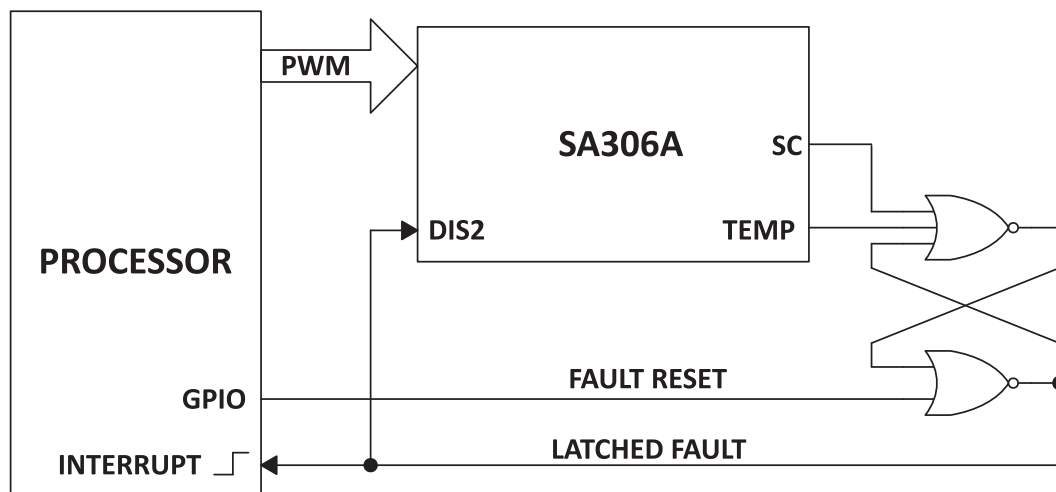 PWM
SA306A
SC
DIS2
TEMP
PROCESSOR
FAULT RESET
GPIO
LATCHED FAULT
INTERRUPT